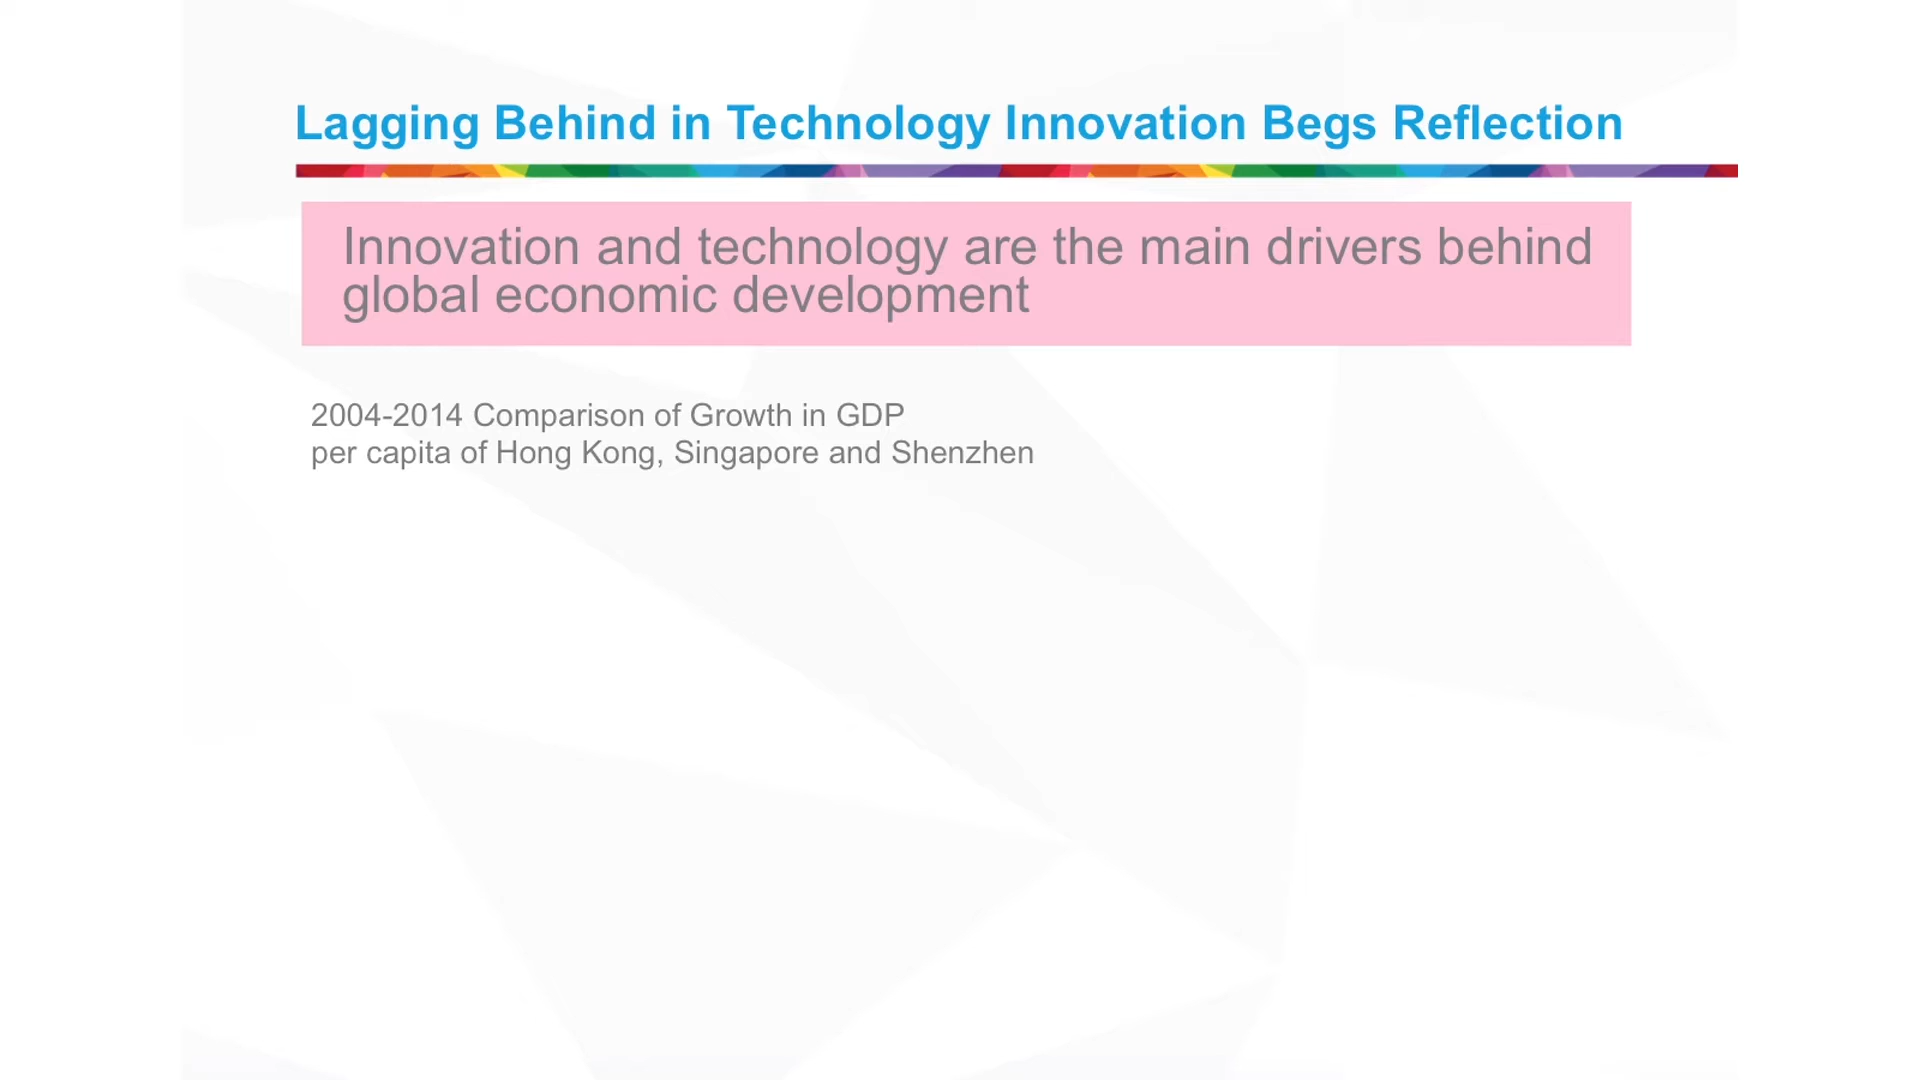 Lagging Behind in Technology Innovation Begs Reflection
Innovation and technology are the main drivers behind
global economic development
2004-2014 Comparison of Growth in GDP
per capita of Hong Kong, Singapore and Shenzhen